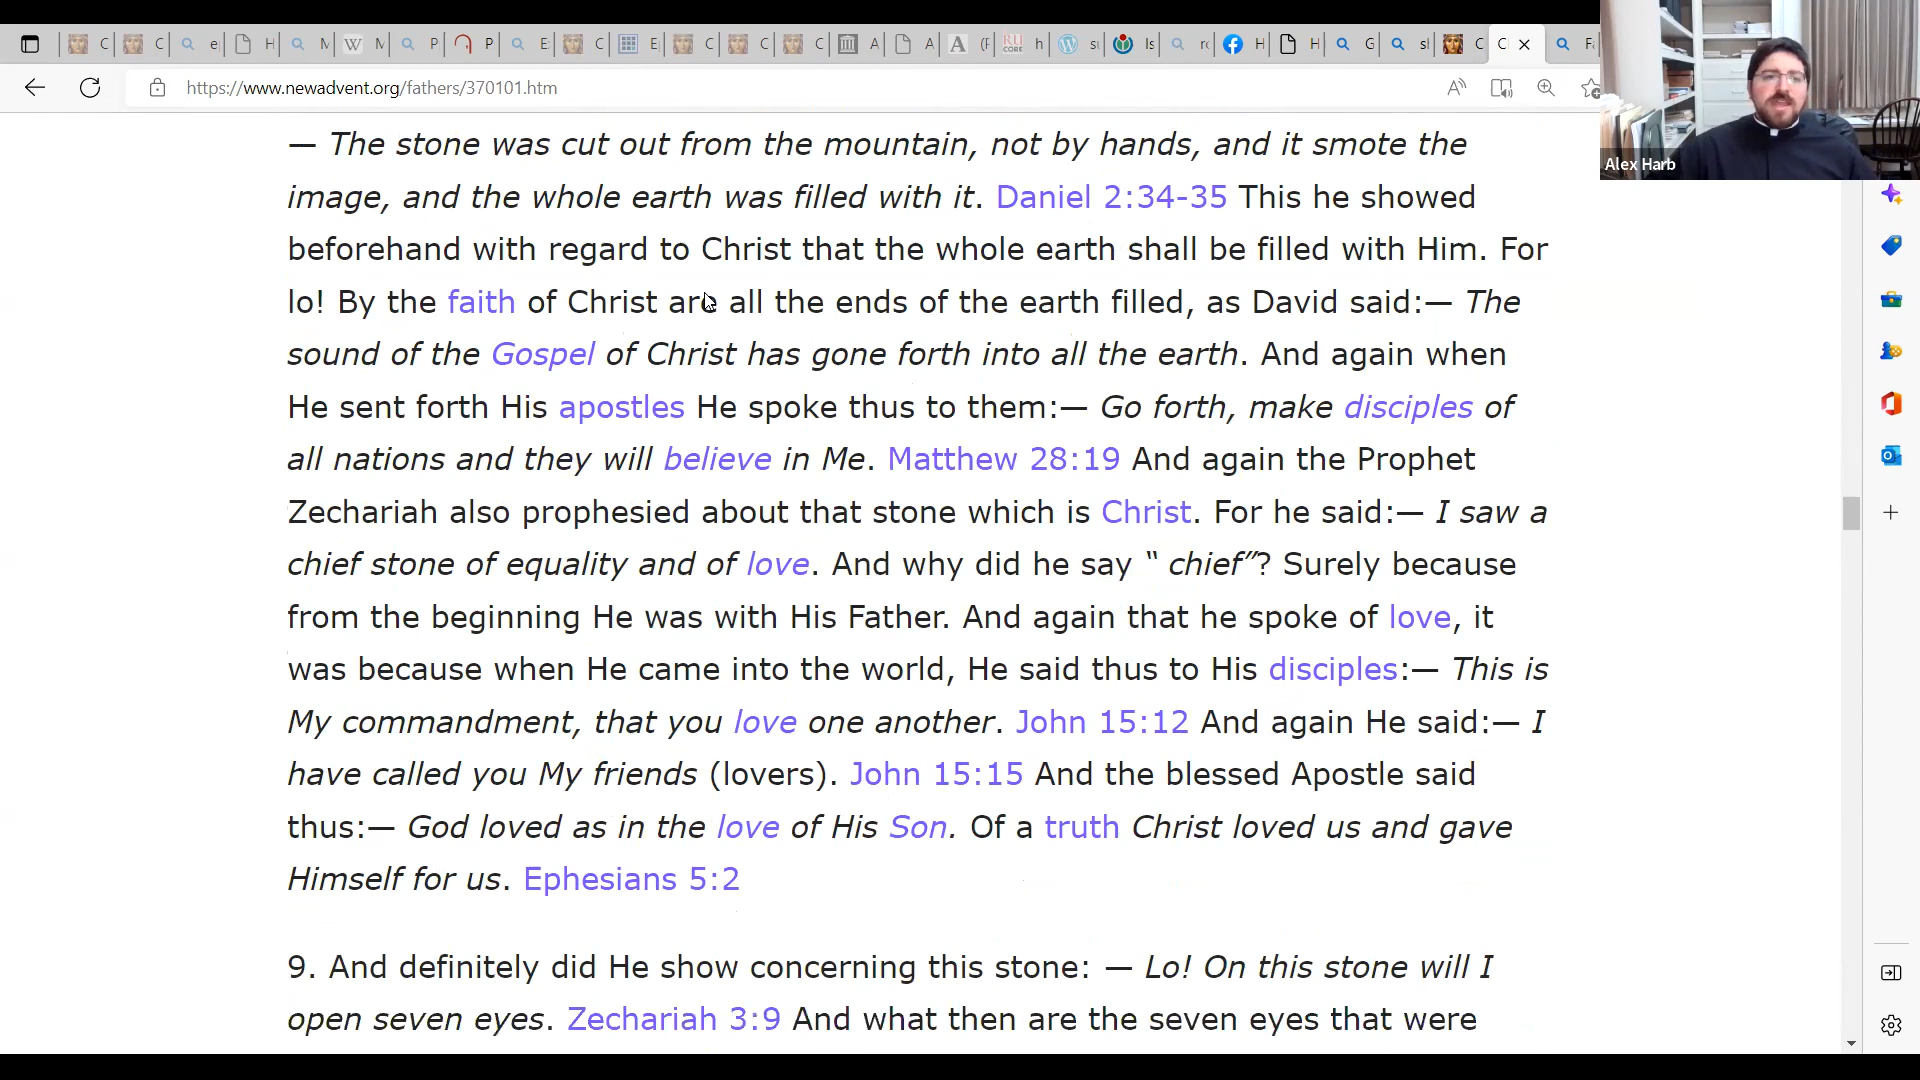 https://www.newadvent.org/fathers/370101.htm
Alex Harb
— The stone was cut out from the mountain, not by hands, and it smote the
image, and the whole earth was filled with it. Daniel 2:34-35 This he showed
beforehand with regard to Christ that the whole earth shall be filled with Him. For
lo! By the faith of Christ are all the ends of the earth filled, as David said:— The
sound of the Gospel of Christ has gone forth into all the earth. And again when
He sent forth His apostles He spoke thus to them:— Go forth, make disciples of
all nations and they will believe in Me. Matthew 28:19 And again the Prophet
Zechariah also prophesied about that stone which is Christ. For he said:— I saw a
chief stone of equality and of love. And why did he say “ chief”? Surely because
from the beginning He was with His Father. And again that he spoke of love, it
was because when He came into the world, He said thus to His disciples:— This is
My commandment, that you love one another. John 15:12 And again He said:— I
have called you My friends (lovers). John 15:15 And the blessed Apostle said
thus:— God loved as in the love of His Son. Of a truth Christ loved us and gave
Himself for us. Ephesians 5:2
9. And definitely did He show concerning this stone: — Lo! On this stone will I
open seven eyes. Zechariah 3:9 And what then are the seven eyes that were